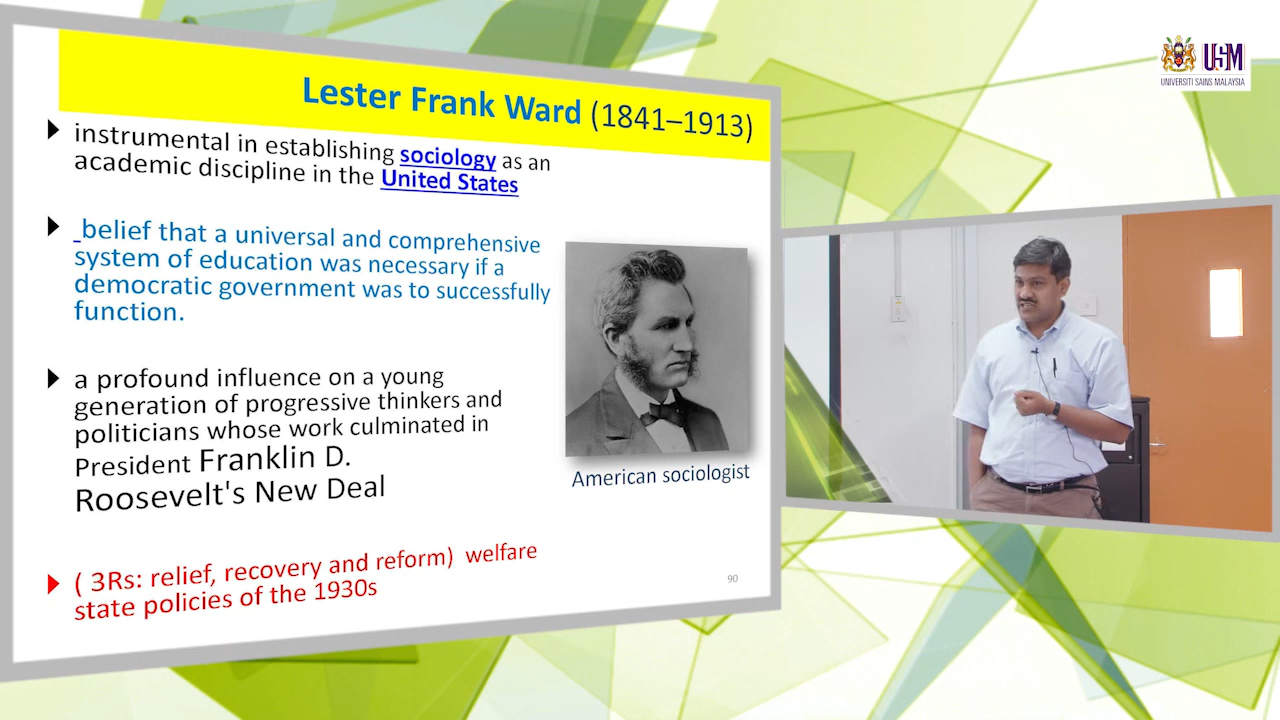 Lester Frank Ward (1841–1913)
instrumental in establishing sociology as an
academic discipline in the United States
belief that a universal and comprehensive
system of education was necessary if a
democratic government was to successfully
function.
a profound influence on a young
generation of progressive thinkers and
politicians whose work culminated in
President Franklin D.
Roosevelt's New Deal
( 3Rs: relief, recovery and reform) welfare
state policies of the 1930s
American sociologist
90
USM
UNIVERSITI SAINS MALAYSIA